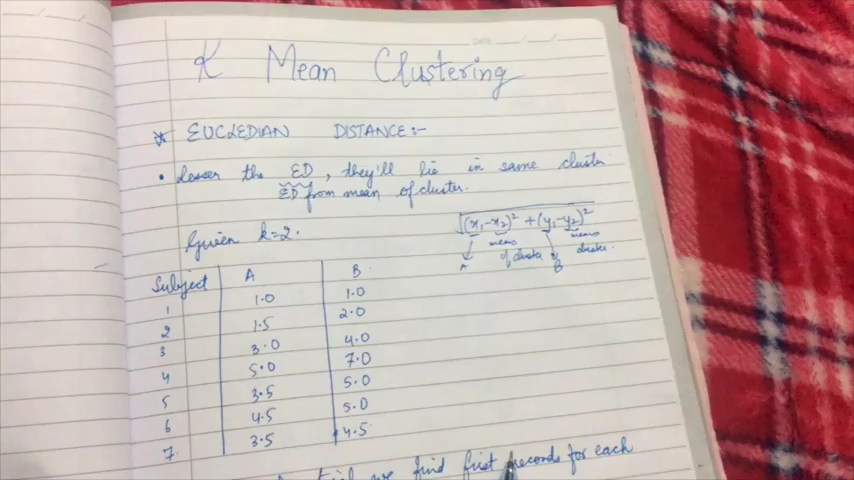 DATE
K Mean Clustering
* EUCLEDIAN DISTANCE:-
• Lesser the ED, they'll lie in same cluster
ED from mean of cluster.
Given k=2.
√(x₁-x₂)² + (y₁-y₂)²
mean mean
of cluster cluster.
A B
Subject A B
1 1.0 1.0
2 1.5 2.0
3 3.0 4.0
4 5.0 7.0
5 3.5 5.0
6 4.5 5.0
7 3.5 4.5
we find first records for each